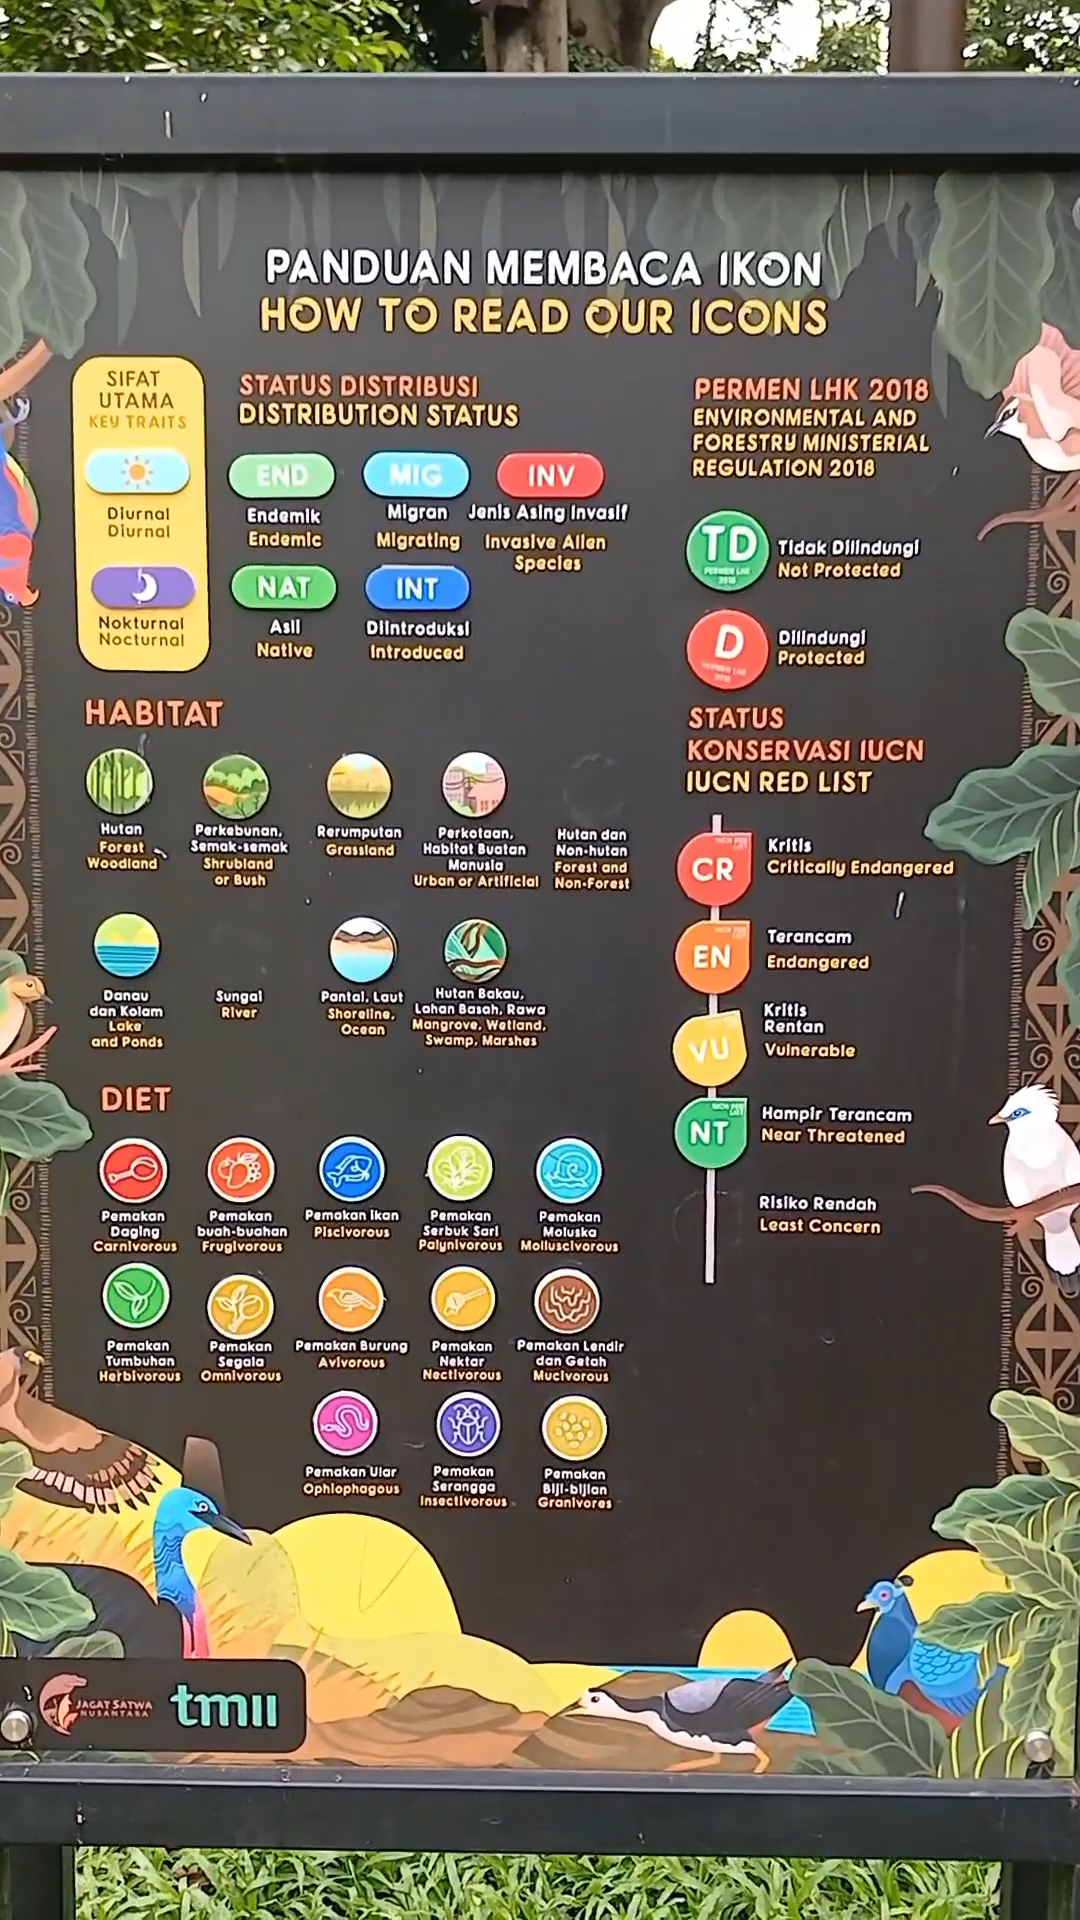 PANDUAN MEMBACA IKON
HOW TO READ OUR ICONS
SIFAT
UTAMA
KEY TRAITS
Diurnal
Diurnal
Nokturnal
Nocturnal
STATUS DISTRIBUSI
DISTRIBUTION STATUS
END
Endemik
Endemic
MIG
Migran
Migrating
INV
Jenis Asing Invasif
Invasive Alien
Species
NAT
Asli
Native
INT
Diintroduksi
Introduced
PERMEN LHK 2018
ENVIRONMENTAL AND
FORESTRY MINISTERIAL
REGULATION 2018
TD
PERMEN LHK
2018
Tidak Dilindungi
Not Protected
D
PERMEN LHK
2018
Dilindungi
Protected
HABITAT
Hutan
Forest
Woodland
Perkebunan,
Semak-semak
Shrubland
or Bush
Rerumputan
Grassland
Perkotaan,
Habitat Buatan
Manusia
Urban or Artificial
Hutan dan
Non-hutan
Forest and
Non-Forest
Danau
dan Kolam
Lake
and Ponds
Sungai
River
Pantai, Laut
Shoreline,
Ocean
Hutan Bakau,
Lahan Basah, Rawa
Mangrove, Wetland,
Swamp, Marshes
STATUS
KONSERVASI IUCN
IUCN RED LIST
CR
Kritis
Critically Endangered
EN
Terancam
Endangered
VU
Kritis
Rentan
Vulnerable
NT
Hampir Terancam
Near Threatened
Risiko Rendah
Least Concern
DIET
Pemakan
Daging
Carnivorous
Pemakan
buah-buahan
Frugivorous
Pemakan ikan
Piscivorous
Pemakan
Serbuk Sari
Palynivorous
Pemakan
Moluska
Molluscivorous
Pemakan
Tumbuhan
Herbivorous
Pemakan
Segala
Omnivorous
Pemakan Burung
Avivorous
Pemakan
Nektar
Nectivorous
Pemakan Lendir
dan Getah
Mucivorous
Pemakan Ular
Ophiophagous
Pemakan
Serangga
Insectivorous
Pemakan
Biji-bijian
Granivores
JAGAT SATWA
NUSANTARA
tmii